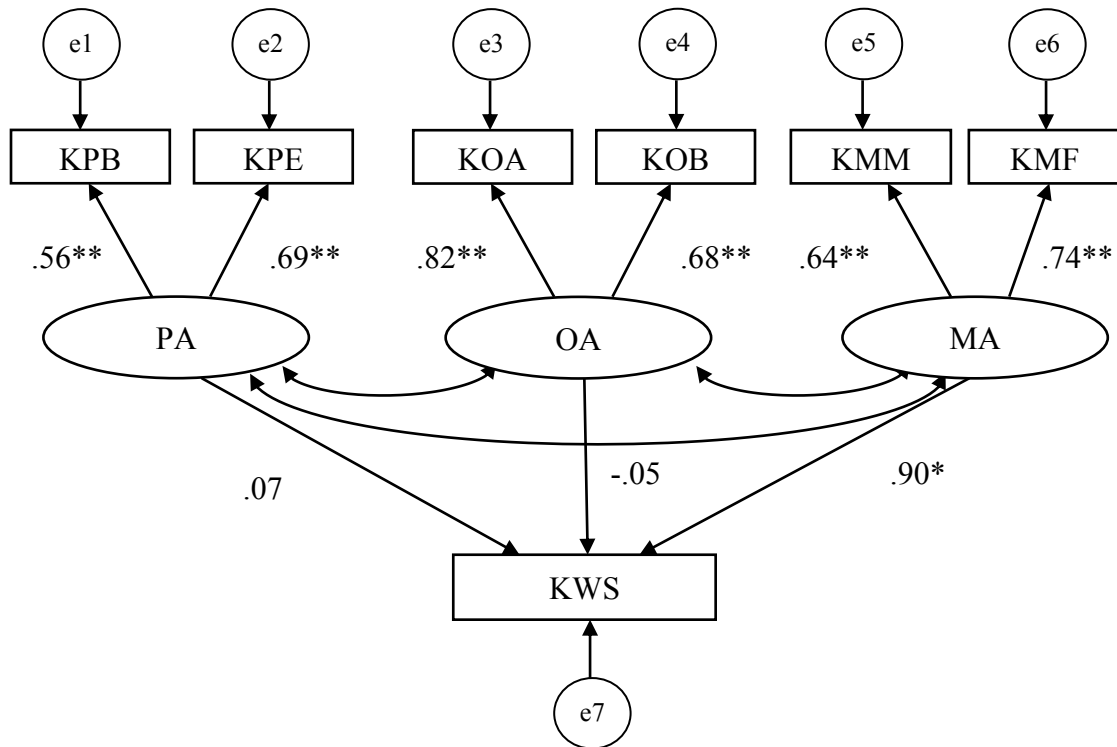 e1
e2
e3
e4
e5
e6
KPB
KPE
KOA
KOB
KMM
KMF
.56**
.69**
.82**
.68**
.64**
.74**
PA
OA
MA
.07
-.05
.90*
KWS
e7